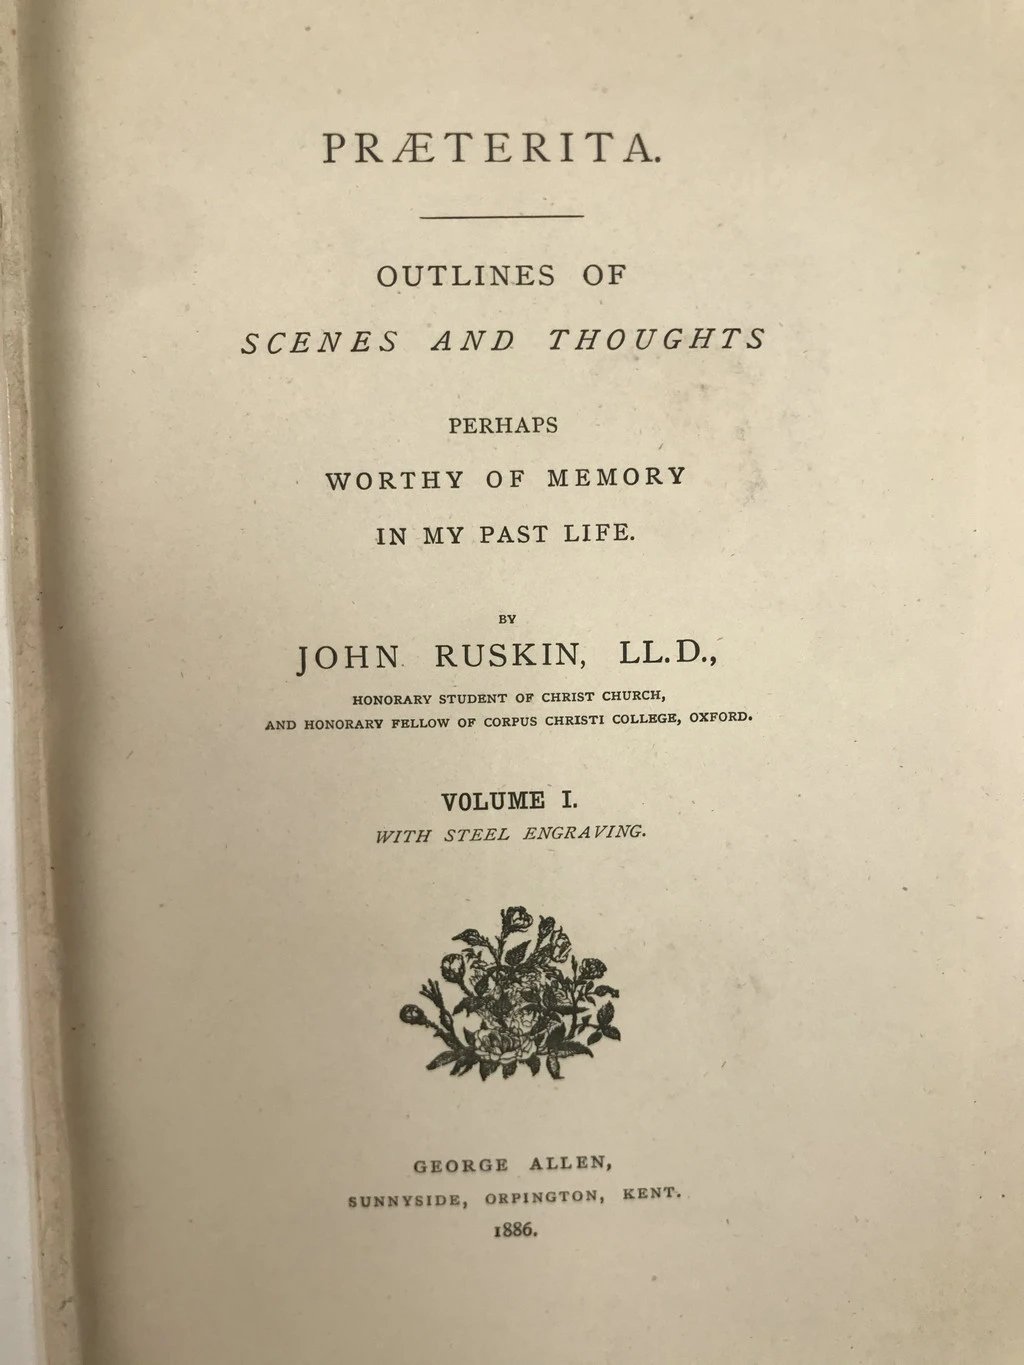 PRÆTERITA.
OUTLINES OF
SCENES AND THOUGHTS
PERHAPS
WORTHY OF MEMORY
IN MY PAST LIFE.
BY
JOHN RUSKIN, LL.D.,
HONORARY STUDENT OF CHRIST CHURCH,
AND HONORARY FELLOW OF CORPUS CHRISTI COLLEGE, OXFORD.
VOLUME I.
WITH STEEL ENGRAVING.
GEORGE ALLEN,
SUNNYSIDE, ORPINGTON, KENT.
1886.